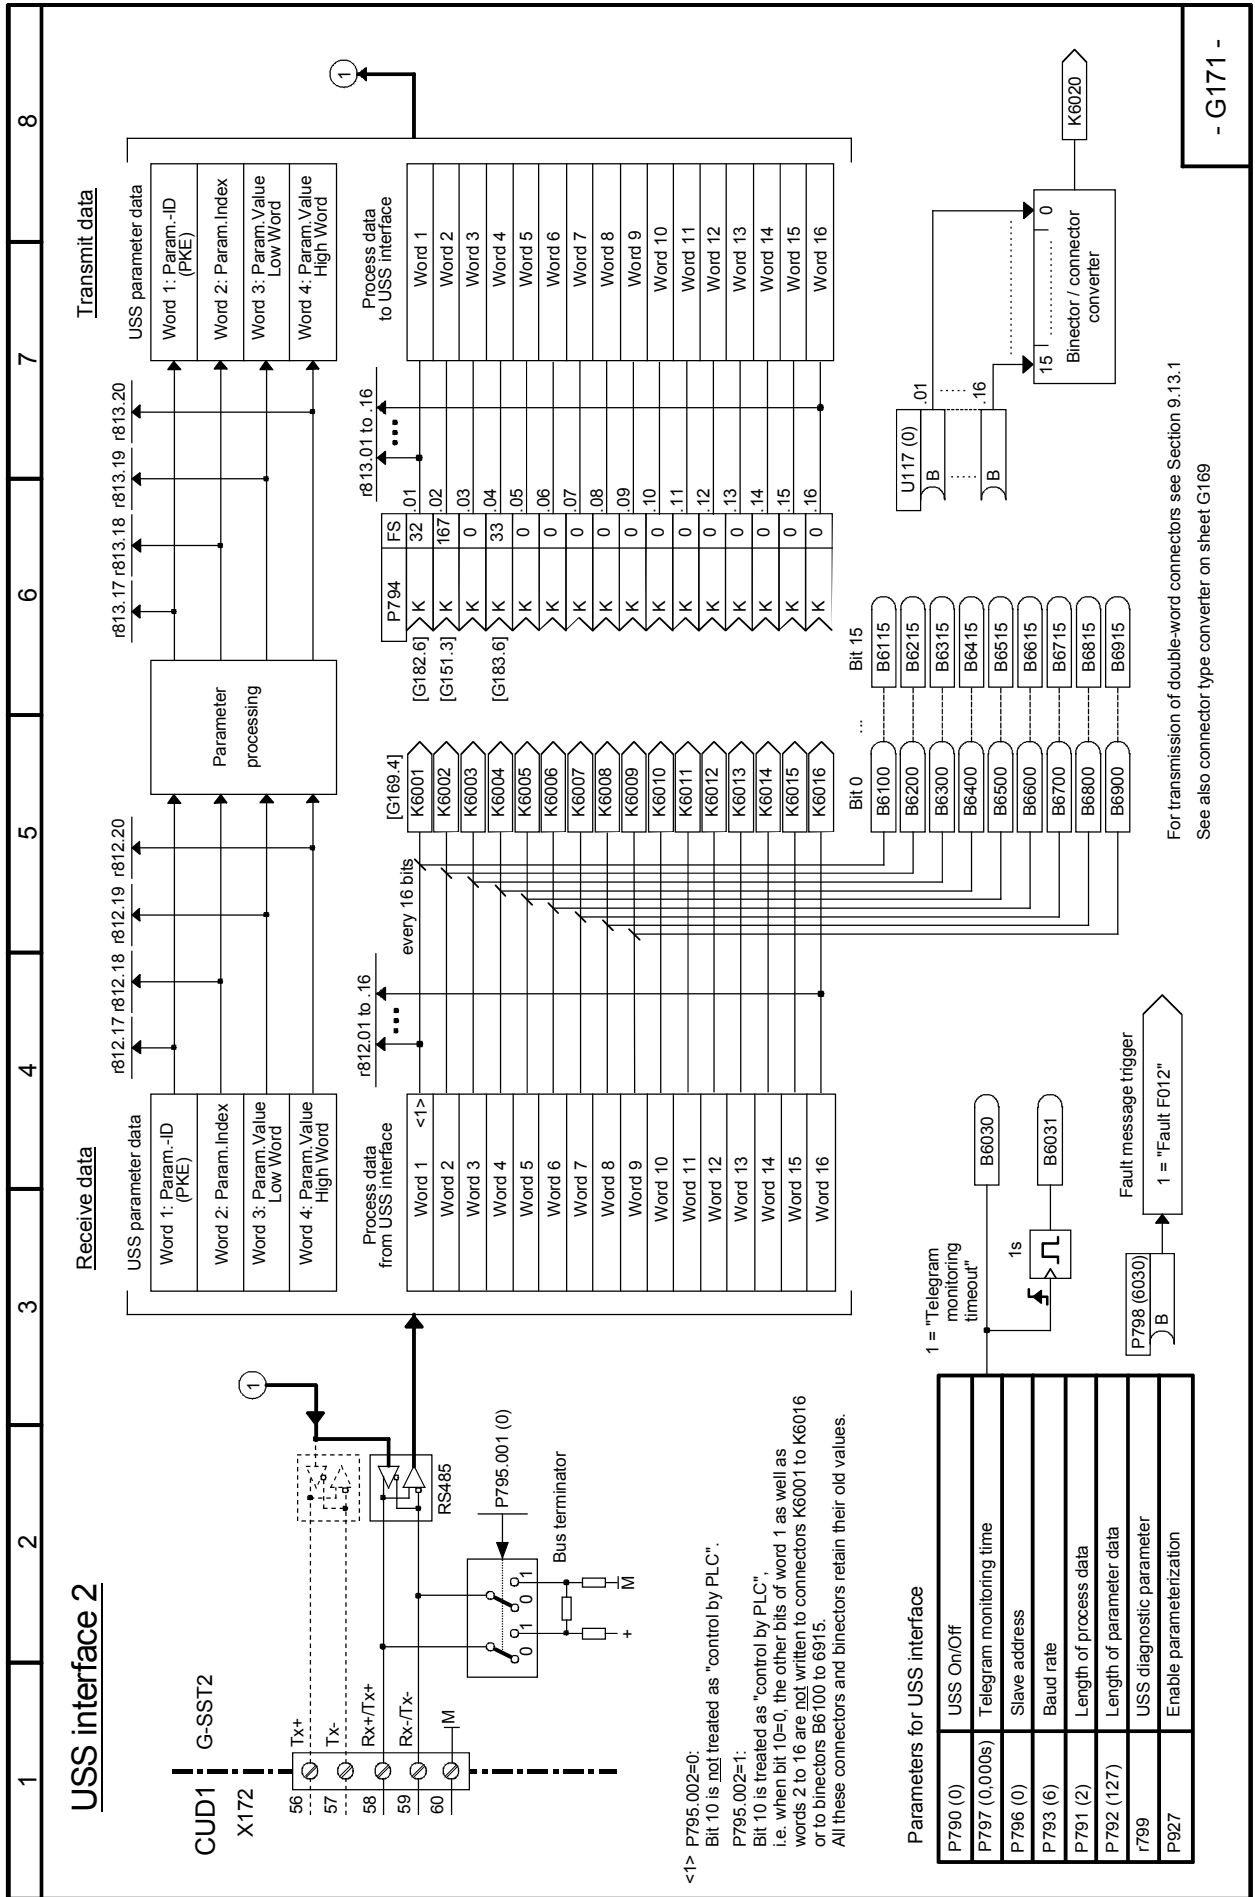 1
2
3
4
5
6
7
8
USS interface 2
CUD1
G-SST2
X172
56
57
58
59
60
Tx+
Tx-
Rx+/Tx+
Rx-/Tx-
M
RS485
1
P795.001 (0)
0
1
0
1
Bus terminator
+
M
<1> P795.002=0:
Bit 10 is not treated as "control by PLC".
P795.002=1:
Bit 10 is treated as "control by PLC",
i.e. when bit 10=0, the other bits of word 1 as well as
words 2 to 16 are not written to connectors K6001 to K6016
or to binectors B6100 to 6915.
All these connectors and binectors retain their old values.
Parameters for USS interface
P790 (0) USS On/Off
P797 (0,000s) Telegram monitoring time
P796 (0) Slave address
P793 (6) Baud rate
P791 (2) Length of process data
P792 (127) Length of parameter data
r799 USS diagnostic parameter
P927 Enable parameterization
Receive data
USS parameter data
Word 1: Param.-ID
(PKE)
Word 2: Param.Index
Word 3: Param.Value
Low Word
Word 4: Param.Value
High Word
r812.17 r812.18 r812.19 r812.20
Parameter
processing
r813.17 r813.18 r813.19 r813.20
Transmit data
USS parameter data
Word 1: Param.-ID
(PKE)
Word 2: Param.Index
Word 3: Param.Value
Low Word
Word 4: Param.Value
High Word
1
Process data
from USS interface
Word 1 <1>
Word 2
Word 3
Word 4
Word 5
Word 6
Word 7
Word 8
Word 9
Word 10
Word 11
Word 12
Word 13
Word 14
Word 15
Word 16
r812.01 to .16
every 16 bits
[G169.4]
K6001
K6002
K6003
K6004
K6005
K6006
K6007
K6008
K6009
K6010
K6011
K6012
K6013
K6014
K6015
K6016
Bit 0 ... Bit 15
B6100 B6115
B6200 B6215
B6300 B6315
B6400 B6415
B6500 B6515
B6600 B6615
B6700 B6715
B6800 B6815
B6900 B6915
P794 FS
[G182.6] K 32 .01
[G151.3] K 167 .02
K 0 .03
[G183.6] K 33 .04
K 0 .05
K 0 .06
K 0 .07
K 0 .08
K 0 .09
K 0 .10
K 0 .11
K 0 .12
K 0 .13
K 0 .14
K 0 .15
K 0 .16
r813.01 to .16
Process data
to USS interface
Word 1
Word 2
Word 3
Word 4
Word 5
Word 6
Word 7
Word 8
Word 9
Word 10
Word 11
Word 12
Word 13
Word 14
Word 15
Word 16
1 = "Telegram
monitoring
timeout"
1s
B6030
B6031
P798 (6030)
B
Fault message trigger
1 = "Fault F012"
U117 (0)
B .01
B .16
15 0
Binector / connector
converter
K6020
For transmission of double-word connectors see Section 9.13.1
See also connector type converter on sheet G169
- G171 -